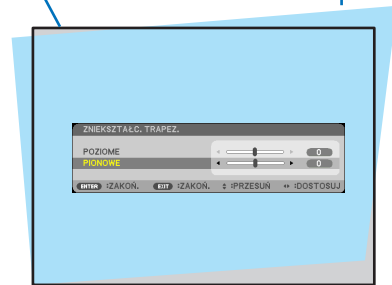 ZNIEKSZTAŁC. TRAPEZ.
POZIOME 0
PIONOWE 0
ENTER :ZAKOŃ. EXIT :ZAKOŃ. :PRZESUŃ :DOSTOSUJ